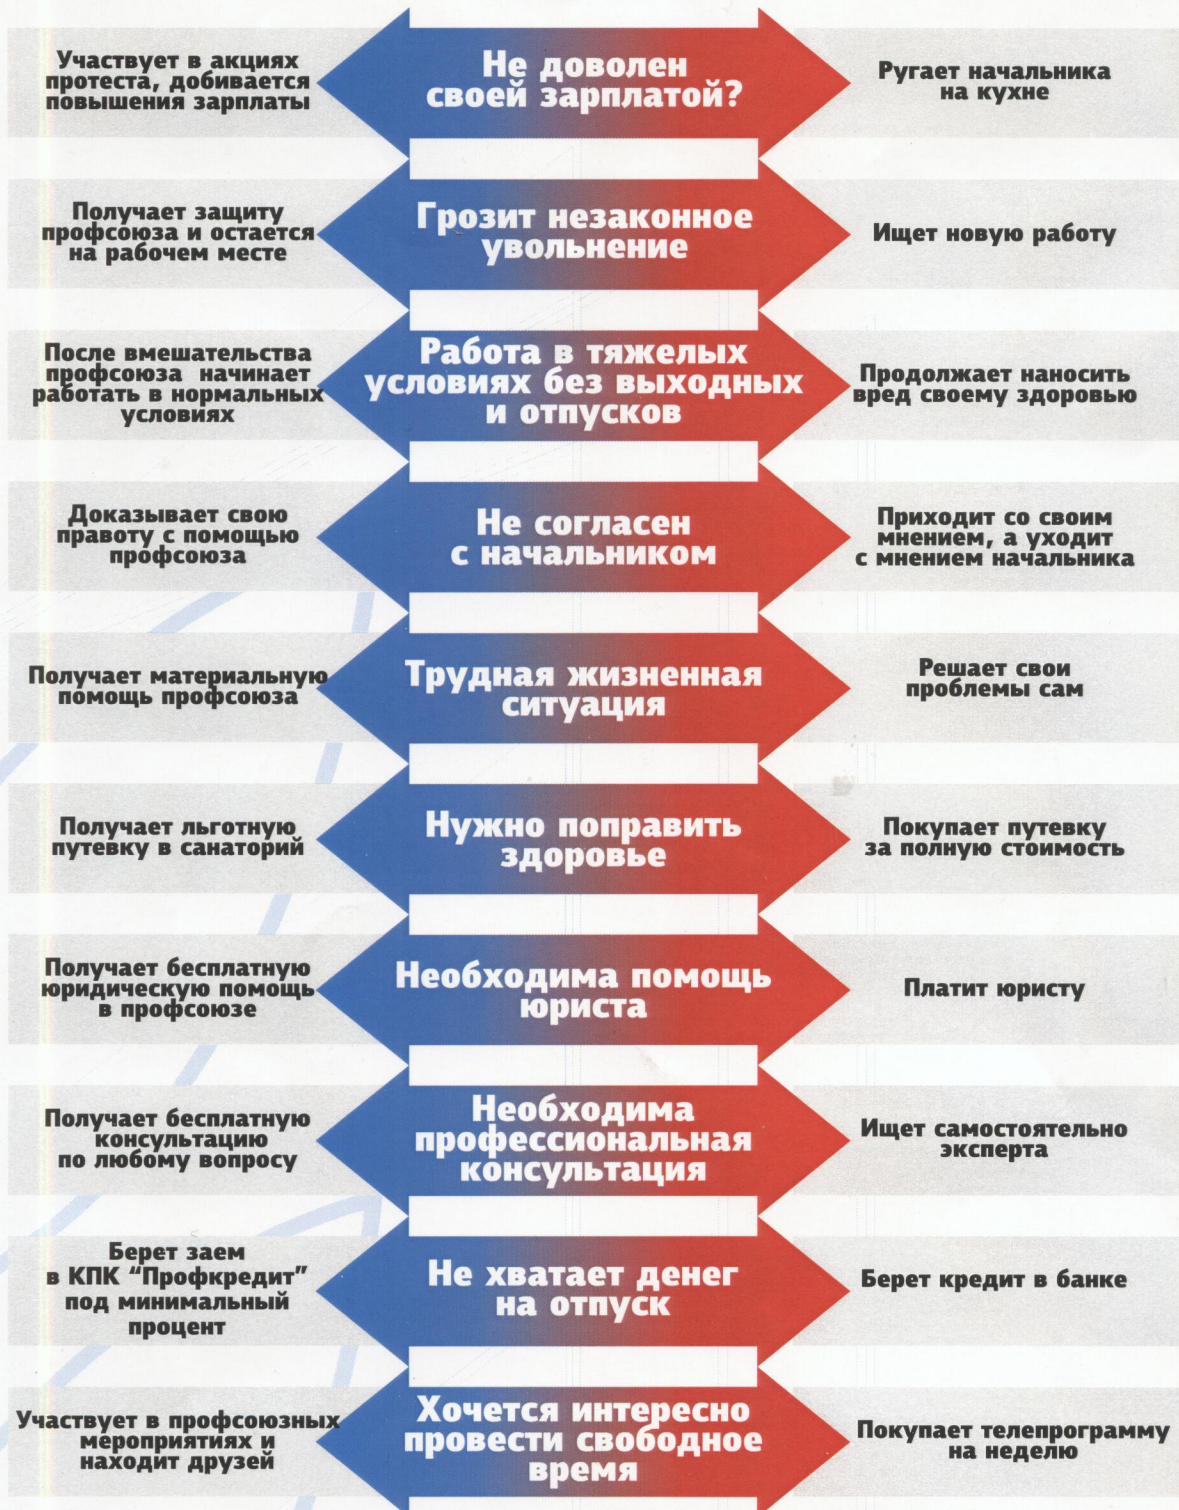 Участвует в акциях
протеста, добивается
повышения зарплаты
Не доволен
своей зарплатой?
Ругает начальника
на кухне
Получает защиту
профсоюза и остается
на рабочем месте
Грозит незаконное
увольнение
Ищет новую работу
После вмешательства
профсоюза начинает
работать в нормальных
условиях
Работа в тяжелых
условиях без выходных
и отпусков
Продолжает наносить
вред своему здоровью
Доказывает свою
правоту с помощью
профсоюза
Не согласен
с начальником
Приходит со своим
мнением, а уходит
с мнением начальника
Получает материальную
помощь профсоюза
Трудная жизненная
ситуация
Решает свои
проблемы сам
Получает льготную
путевку в санаторий
Нужно поправить
здоровье
Покупает путевку
за полную стоимость
Получает бесплатную
юридическую помощь
в профсоюзе
Необходима помощь
юриста
Платит юристу
Получает бесплатную
консультацию
по любому вопросу
Необходима
профессиональная
консультация
Ищет самостоятельно
эксперта
Берет заем
в КПК “Профкредит”
под минимальный
процент
Не хватает денег
на отпуск
Берет кредит в банке
Участвует в профсоюзных
мероприятиях и
находит друзей
Хочется интересно
провести свободное
время
Покупает телепрограмму
на неделю